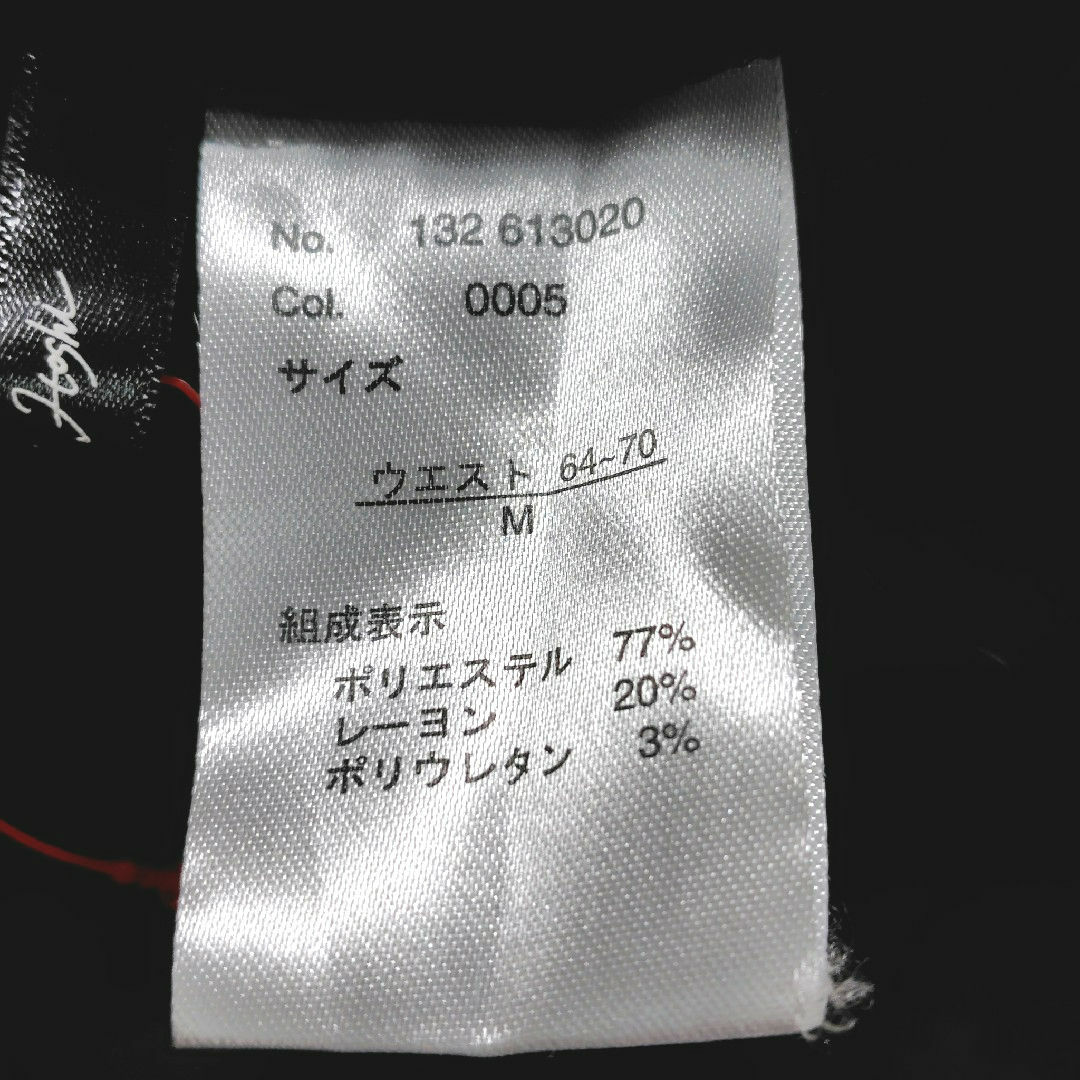 No. 132 613020
Col. 0005
サイズ
ウエスト 64~70
M
組成表示
ポリエステル 77%
レーヨン 20%
ポリウレタン 3%